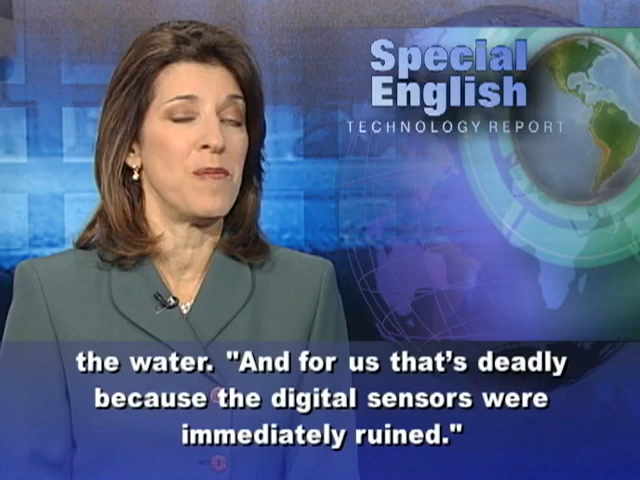 Special
English
TECHNOLOGY REPORT
the water. "And for us that's deadly
because the digital sensors were
immediately ruined."